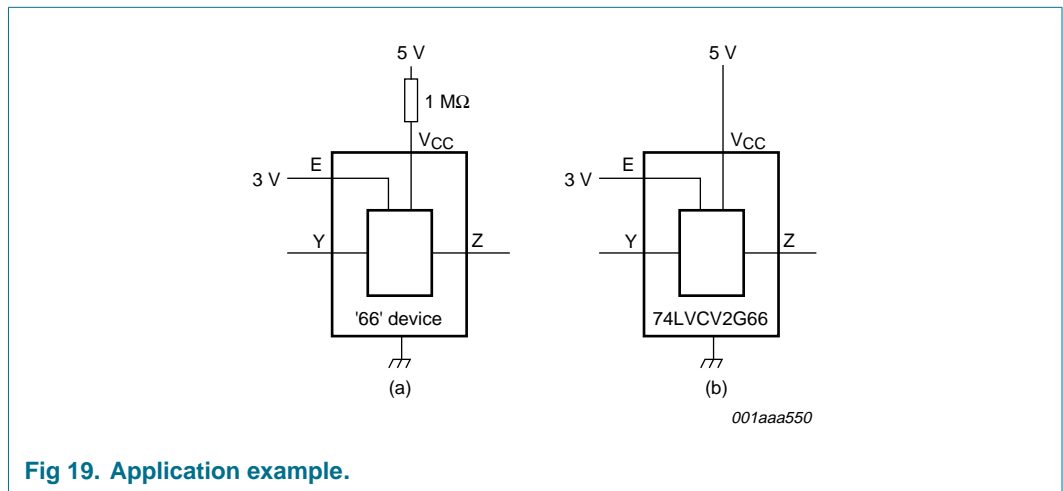 5 V
1 MΩ
VCC
E
3 V
Y
Z
'66' device
(a)
5 V
VCC
E
3 V
Y
Z
74LVCV2G66
(b)
001aaa550
Fig 19. Application example.